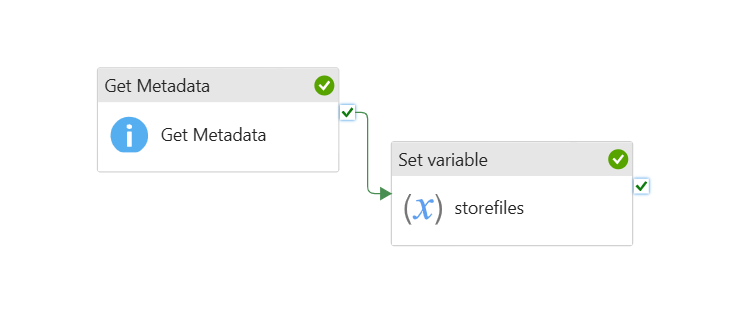 Get Metadata
Get Metadata
Set variable
(x) storefiles